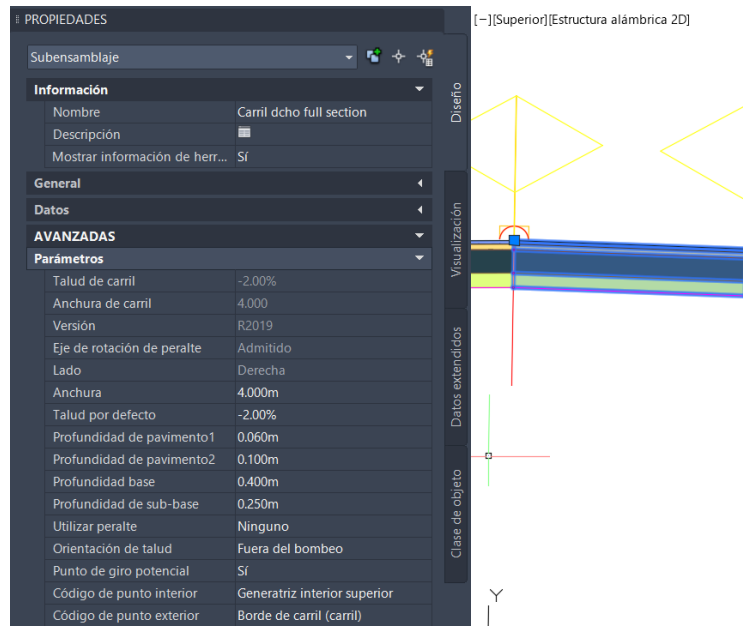 PROPIEDADES
[−][Superior][Estructura alámbrica 2D]
Subensamblaje
Información
Nombre Carril dcho full section
Descripción
Mostrar información de herr... Sí
General
Datos
AVANZADAS
Parámetros
Talud de carril -2.00%
Anchura de carril 4.000
Versión R2019
Eje de rotación de peralte Admitido
Lado Derecha
Anchura 4.000m
Talud por defecto -2.00%
Profundidad de pavimento1 0.060m
Profundidad de pavimento2 0.100m
Profundidad base 0.400m
Profundidad de sub-base 0.250m
Utilizar peralte Ninguno
Orientación de talud Fuera del bombeo
Punto de giro potencial Sí
Código de punto interior Generatriz interior superior
Código de punto exterior Borde de carril (carril)
Diseño
Visualización
Datos extendidos
Clase de objeto
Y